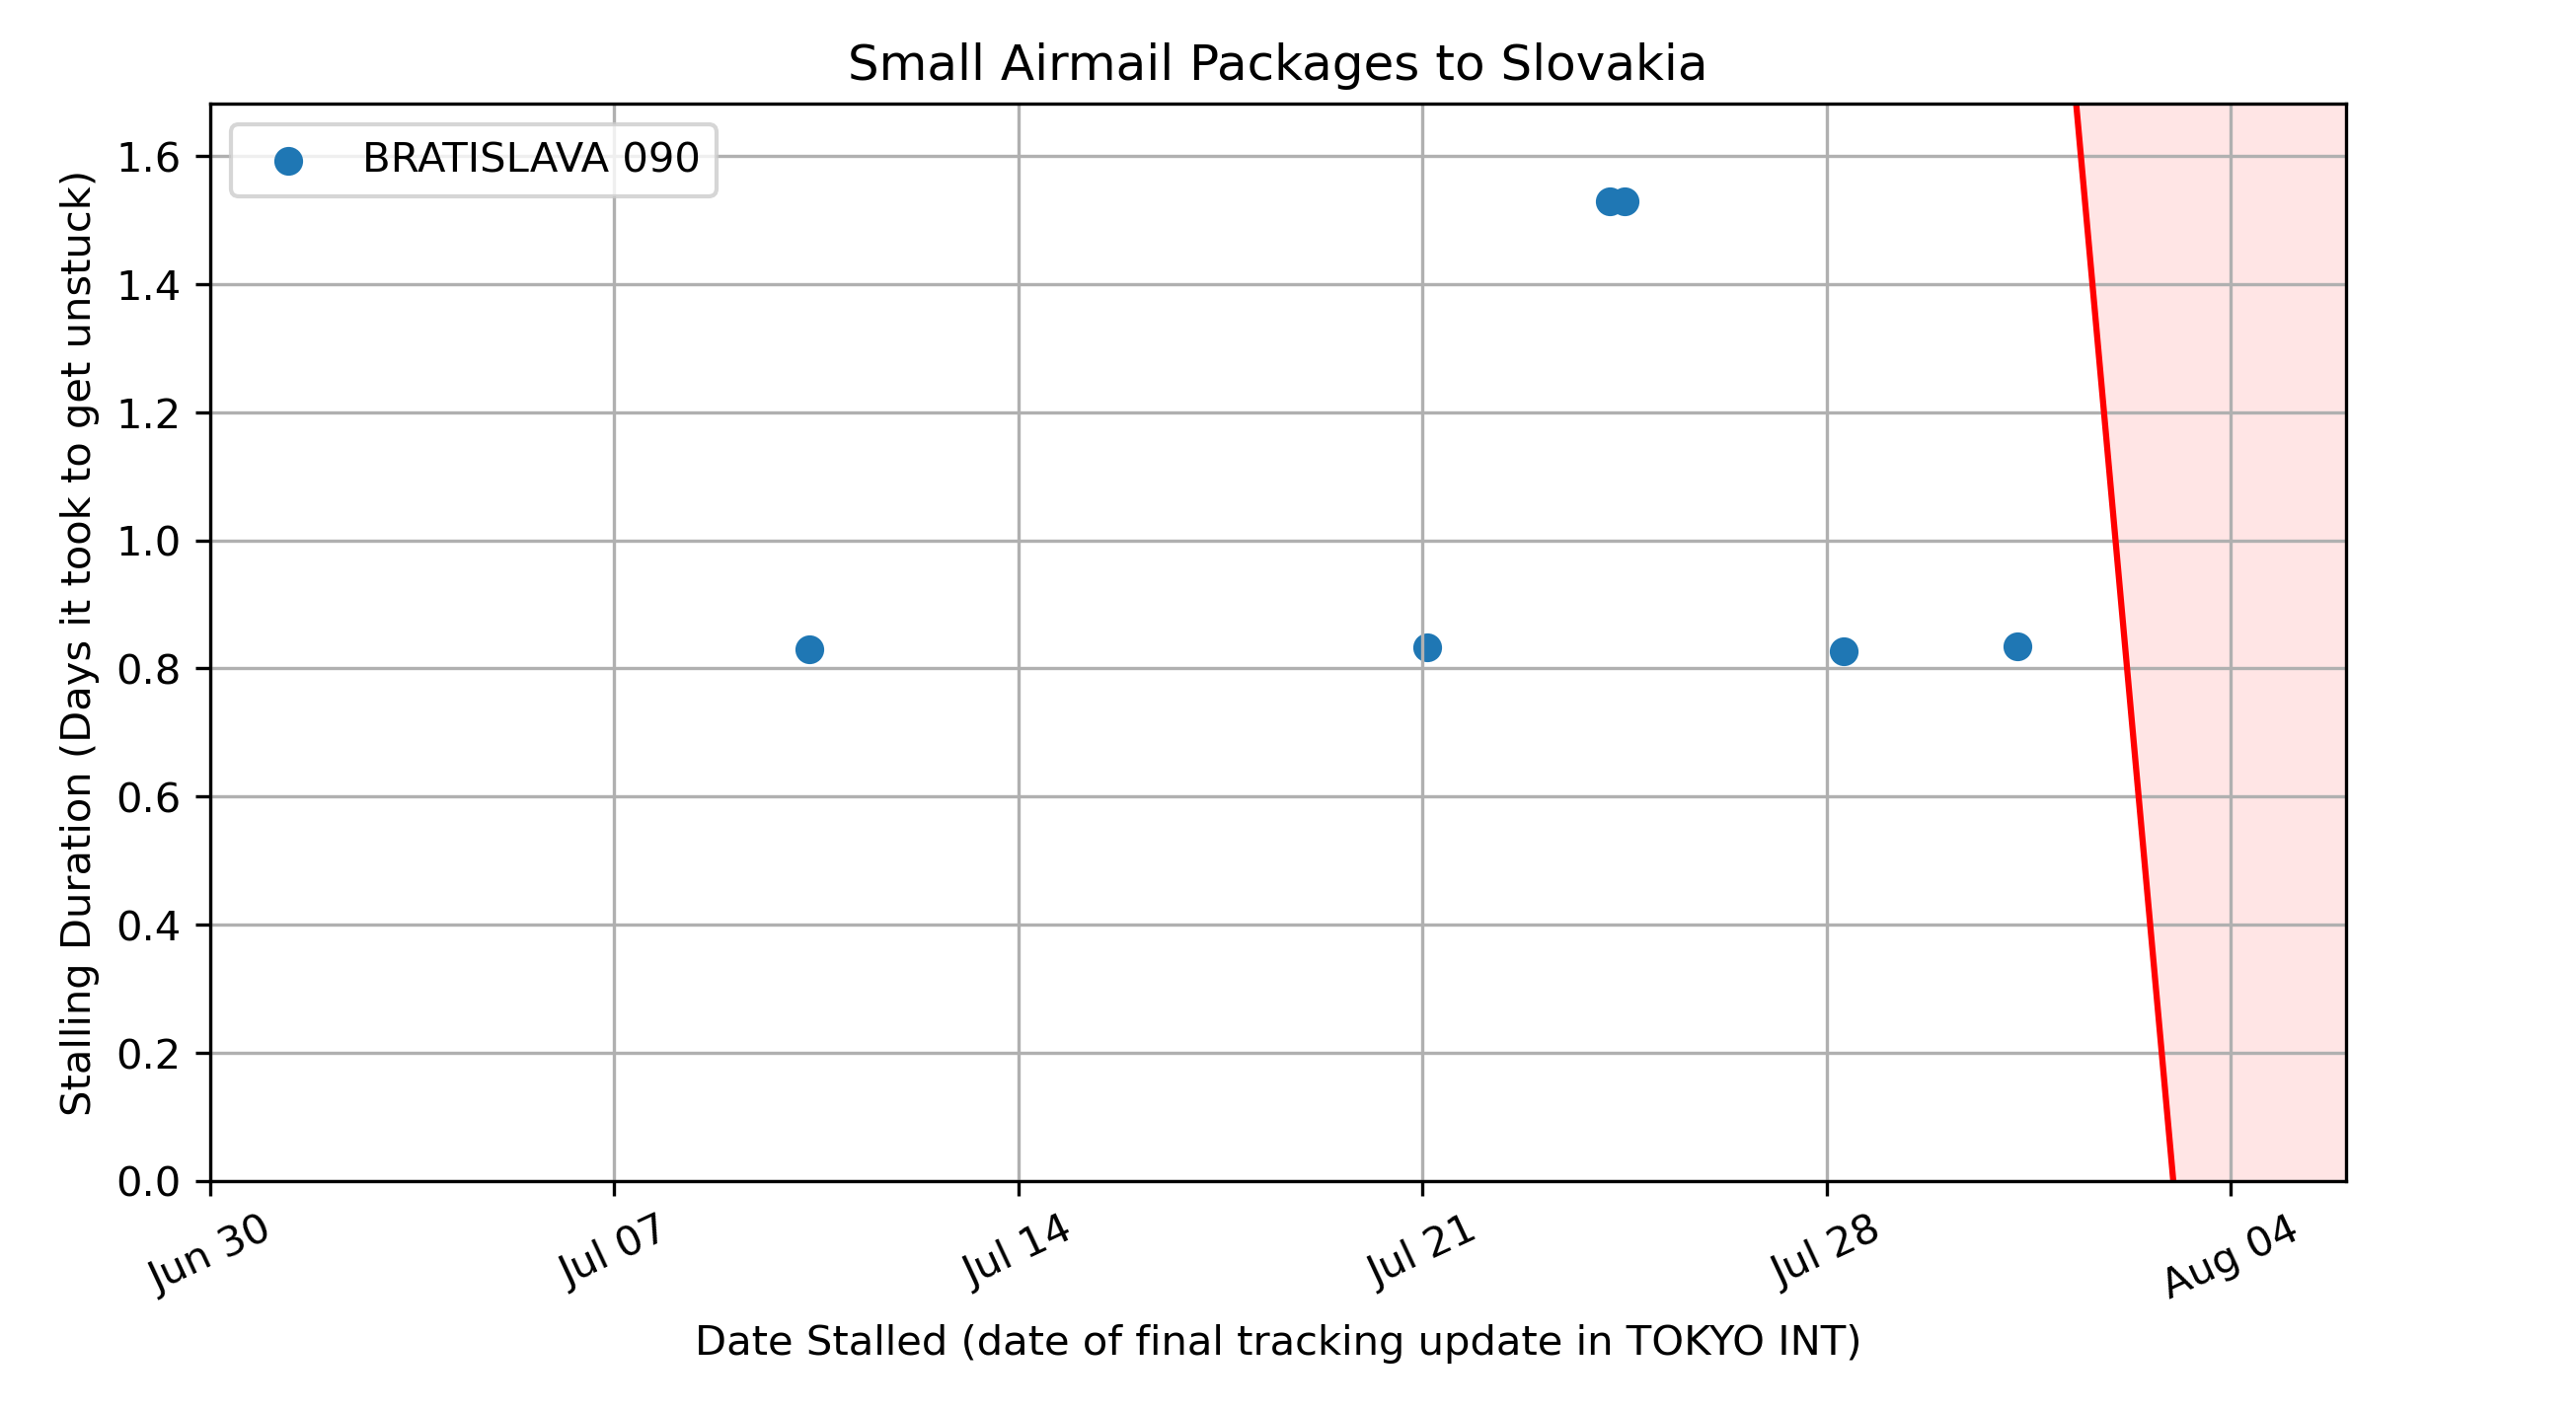 Small Airmail Packages to Slovakia
BRATISLAVA 090
Stalling Duration (Days it took to get unstuck)
1.6
1.4
1.2
1.0
0.8
0.6
0.4
0.2
0.0
Jun 30
Jul 07
Jul 14
Jul 21
Jul 28
Aug 04
Date Stalled (date of final tracking update in TOKYO INT)